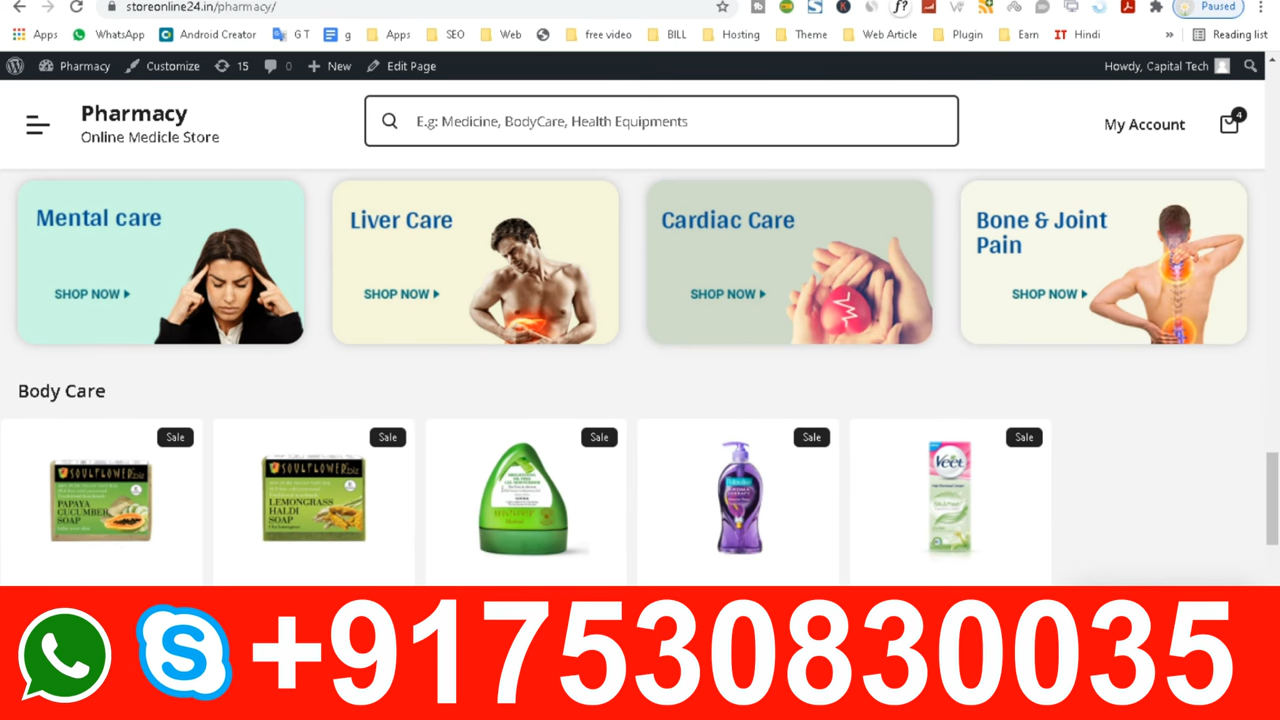 storeonline24.in/pharmacy/
Paused
Apps WhatsApp Android Creator G T g Apps SEO Web free video BILL Hosting Theme Web Article Plugin Earn IT Hindi » Reading list
Pharmacy Customize 15 0 New Edit Page Howdy, Capital Tech
Pharmacy
Online Medicle Store
E.g: Medicine, BodyCare, Health Equipments
My Account
4
Mental care
SHOP NOW
Liver Care
SHOP NOW
Cardiac Care
SHOP NOW
Bone & Joint
Pain
SHOP NOW
Body Care
Sale
SOULFLOWER.biz
PAPAYA
CUCUMBER
SOAP
Sale
SOULFLOWER.biz
LEMONGRASS
HALDI
SOAP
Sale
Sale
Sale
Veet
+917530830035